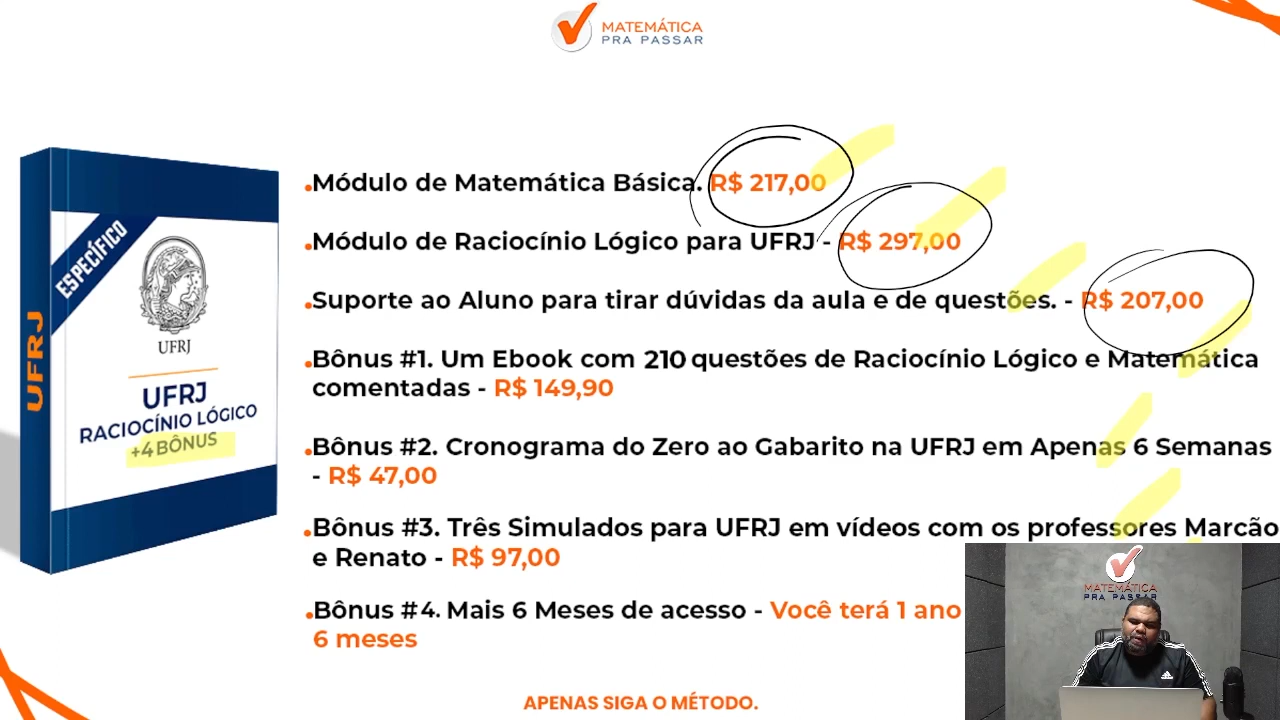 MATEMÁTICA
PRA PASSAR
•Módulo de Matemática Básica. R$ 217,00
•Módulo de Raciocínio Lógico para UFRJ - R$ 297,00
•Suporte ao Aluno para tirar dúvidas da aula e de questões. - R$ 207,00
•Bônus #1. Um Ebook com 210 questões de Raciocínio Lógico e Matemática
comentadas - R$ 149,90
•Bônus #2. Cronograma do Zero ao Gabarito na UFRJ em Apenas 6 Semanas
- R$ 47,00
•Bônus #3. Três Simulados para UFRJ em vídeos com os professores Marcão
e Renato - R$ 97,00
•Bônus #4. Mais 6 Meses de acesso - Você terá 1 ano
6 meses
ESPECÍFICO
UFRJ
UFRJ
UFRJ
RACIOCÍNIO LÓGICO
+4 BÔNUS
MATEMÁTICA
PRA PASSAR
adidas
APENAS SIGA O MÉTODO.